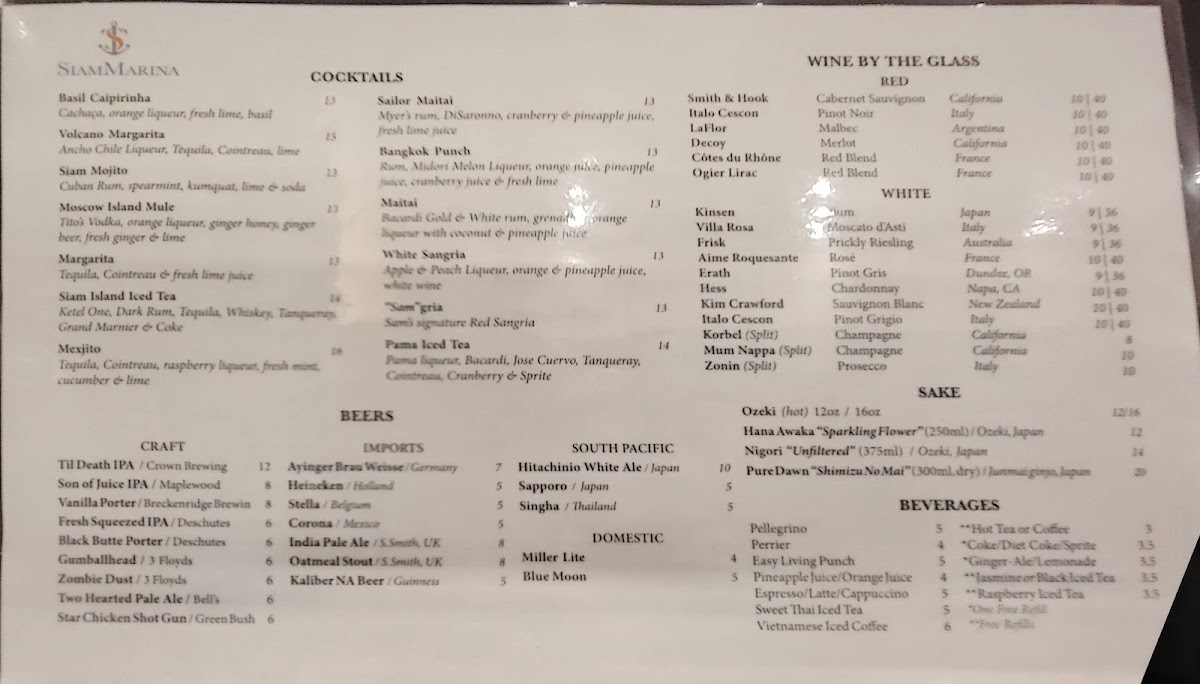 SIAMMARINA
COCKTAILS
Basil Caipirinha 13
Cachaça, orange liqueur, fresh lime, basil
Volcano Margarita 15
Ancho Chile Liqueur, Tequila, Cointreau, lime
Siam Mojito 13
Cuban Rum, spearmint, kumquat, lime & soda
Moscow Island Mule 13
Tito's Vodka, orange liqueur, ginger honey, ginger
beer, fresh ginger & lime
Margarita 13
Tequila, Cointreau & fresh lime juice
Siam Island Iced Tea 14
Ketel One, Dark Rum, Tequila, Whiskey, Tanqueray,
Grand Marnier & Coke
Mexjito 16
Tequila, Cointreau, raspberry liqueur, fresh mint,
cucumber & lime
Sailor Maitai 13
Myer's rum, DiSaronno, cranberry & pineapple juice,
fresh lime juice
Bangkok Punch 13
Rum, Midori Melon Liqueur, orange juice, pineapple
juice, cranberry juice & fresh lime
Maitai 13
Bacardi Gold & White rum, orange
liqueur with coconut & pineapple juice
White Sangria 13
Apple & Peach Liqueur, orange & pineapple juice,
white wine
"Sam"gria 13
Sam's signature Red Sangria
Pama Iced Tea 14
Pama liqueur, Bacardi, Jose Cuervo, Tanqueray,
Cointreau, Cranberry & Sprite
BEERS
CRAFT
Til Death IPA / Crown Brewing 12
Son of Juice IPA / Maplewood 8
Vanilla Porter / Breckenridge Brewin 8
Fresh Squeezed IPA / Deschutes 6
Black Butte Porter / Deschutes 6
Gumballhead / 3 Floyds 6
Zombie Dust / 3 Floyds 6
Two Hearted Pale Ale / Bell's 6
Star Chicken Shot Gun / Green Bush 6
IMPORTS
Ayinger Brau Weisse / Germany 7
Heineken / Holland 5
Stella / Belgium 5
Corona / Mexico 5
India Pale Ale / S.Smith, UK 8
Oatmeal Stout / S.Smith, UK 8
Kaliber NA Beer / Guinness 5
SOUTH PACIFIC
Hitachinio White Ale / Japan 10
Sapporo / Japan 5
Singha / Thailand 5
DOMESTIC
Miller Lite 4
Blue Moon 5
WINE BY THE GLASS
RED
Smith & Hook Cabernet Sauvignon California 10 | 40
Italo Cescon Pinot Noir Italy 10 | 40
LaFlor Malbec Argentina 10 | 40
Decoy Merlot California 10 | 40
Côtes du Rhône Red Blend France 10 | 40
Ogier Lirac Red Blend France 10 | 40
WHITE
Kinsen Japan 9 | 36
Villa Rosa Moscato d'Asti Italy 9 | 36
Frisk Prickly Riesling Australia 9 | 36
Aime Roquesante Rosé France 10 | 40
Erath Pinot Gris Dundee, OR 9 | 36
Hess Chardonnay Napa, CA 10 | 40
Kim Crawford Sauvignon Blanc New Zealand 10 | 40
Italo Cescon Pinot Grigio Italy 10 | 40
Korbel (Split) Champagne California 8
Mum Nappa (Split) Champagne California 10
Zonin (Split) Prosecco Italy 10
SAKE
Ozeki (hot) 12oz / 16oz 12/16
Hana Awaka "Sparkling Flower" (250ml) / Ozeki, Japan 12
Nigori "Unfiltered" (375ml) / Ozeki, Japan 14
Pure Dawn "Shimizu No Mai" (300ml, dry) / Junmai ginjo, Japan 20
BEVERAGES
Pellegrino 5
Perrier 4
Easy Living Punch 5
Pineapple Juice/Orange Juice 4
Espresso/Latte/Cappuccino 5
Sweet Thai Iced Tea 5
Vietnamese Iced Coffee 6
**Hot Tea or Coffee 3
*Coke/Diet Coke/Sprite 3.5
*Ginger-Ale/Lemonade 3.5
**Jasmine or Black Iced Tea 3.5
**Raspberry Iced Tea 3.5
*One Free Refill
**Free Refills